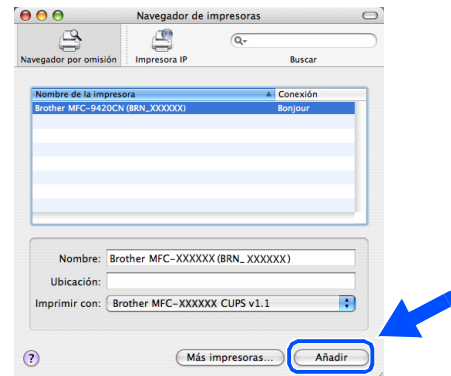 Navegador de impresoras
Navegador por omisión Impresora IP Buscar
Nombre de la impresora Conexión
Brother MFC-9420CN (BRN_XXXXXX) Bonjour
Nombre: Brother MFC-XXXXXX (BRN_ XXXXXX)
Ubicación:
Imprimir con: Brother MFC-XXXXXX CUPS v1.1
? Más impresoras... Añadir